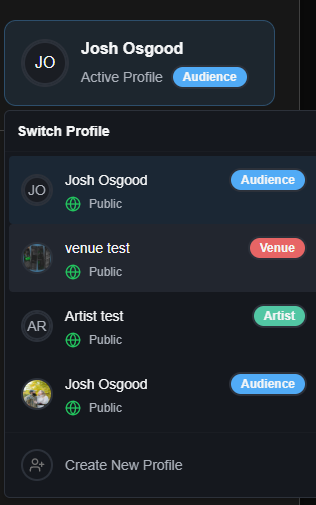 JO
Josh Osgood
Active Profile Audience
Switch Profile
JO
Josh Osgood Audience
Public
venue test Venue
Public
AR
Artist test Artist
Public
Josh Osgood Audience
Public
Create New Profile